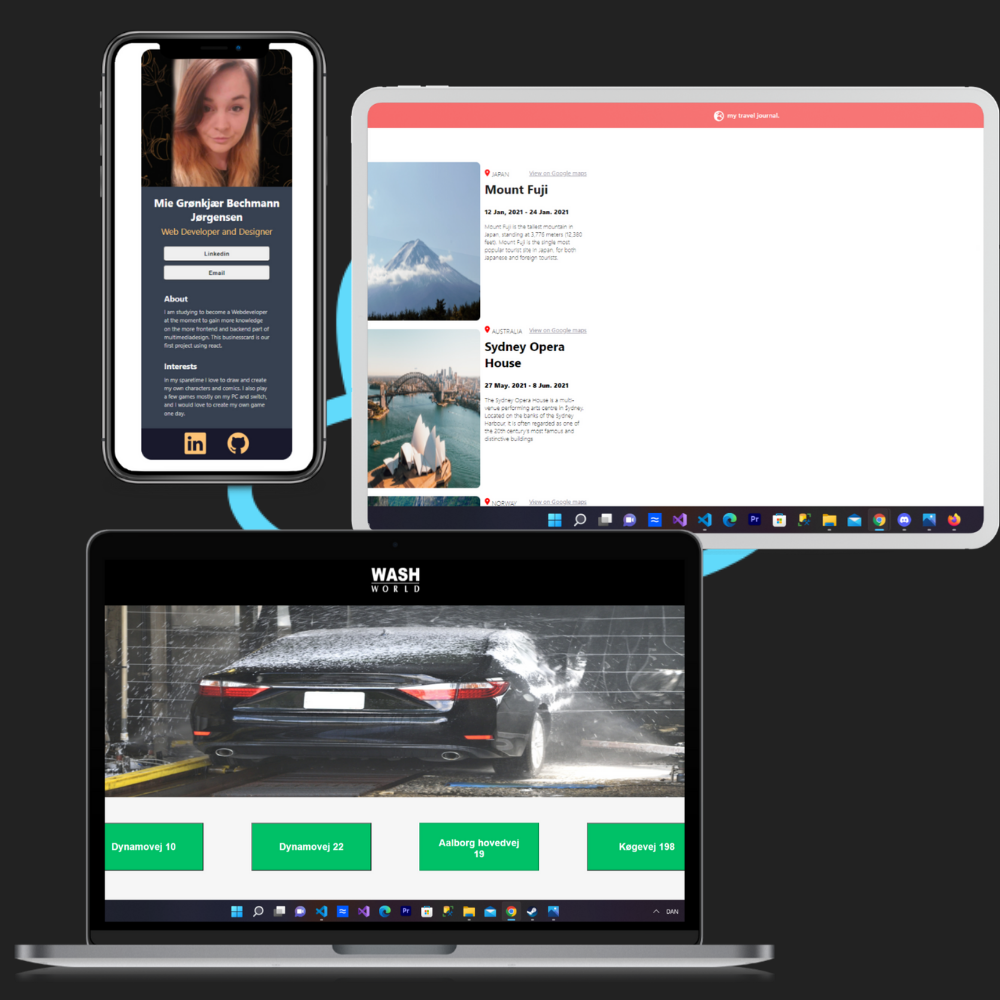 Mie Grønkjær Bechmann
Jørgensen
Web Developer and Designer
Linkedin
Email
About
I am studying to become a Webdeveloper
at the moment to gain more knowledge
on the more frontend and backend part of
multimediadesign. This businesscard is our
first project using react.
Interests
In my sparetime I love to draw and create
my own characters and comics. I also play
a few games mostly on my PC and switch,
and I would love to create my own game
one day.
in
my travel journal.
JAPAN View on Google maps
Mount Fuji
12 Jan, 2021 - 24 Jan. 2021
Mount Fuji is the tallest mountain in
Japan, standing at 3,776 meters (12,380
feet). Mount Fuji is the single most
popular tourist site in Japan, for both
Japanese and foreign tourists.
AUSTRALIA View on Google maps
Sydney Opera
House
27 May. 2021 - 8 Jun. 2021
The Sydney Opera House is a multi-
venue performing arts centre in Sydney.
Located on the banks of the Sydney
Harbour, it is often regarded as one of
the 20th century's most famous and
distinctive buildings
NORWAY View on Google maps
Pr
WASH
WORLD
Dynamovej 10
Dynamovej 22
Aalborg hovedvej
19
Køgevej 198
Pr
DAN